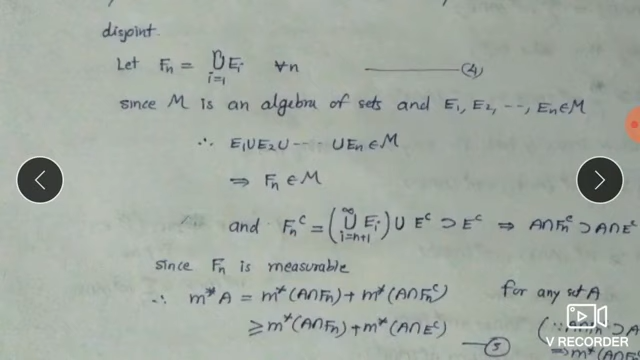 disjoint.
Let Fn = ⋃_{i=1}^{n} Ei ∀n ——— (4)
since M is an algebra of sets and E1, E2, ---, En ∈ M
∴ E1 ∪ E2 ∪ --- ∪ En ∈ M
⇒ Fn ∈ M
and Fn^c = (⋃_{i=n+1}^{∞} Ei) ∪ E^c ⊃ E^c ⇒ A∩Fn^c ⊃ A∩E^c
since Fn is measurable
∴ m*A = m*(A∩Fn) + m*(A∩Fn^c) for any set A
≥ m*(A∩Fn) + m*(A∩E^c) — (5)
V RECORDER